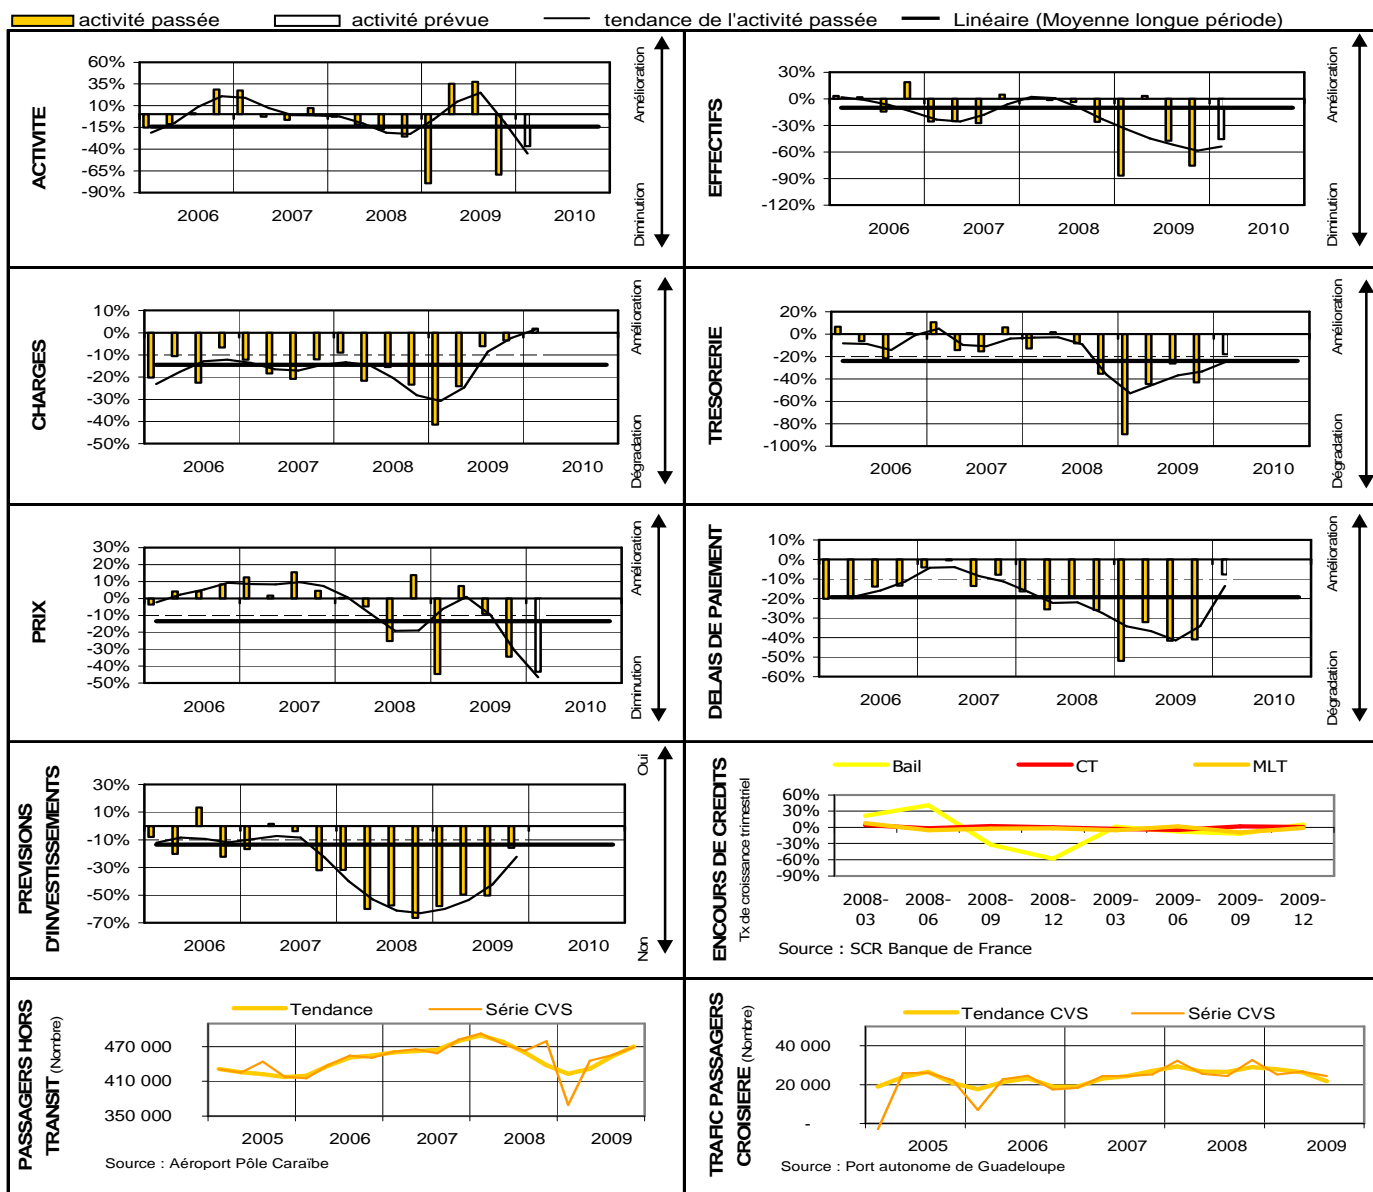 activité passée
activité prévue
tendance de l'activité passée
Linéaire (Moyenne longue période)
ACTIVITE
60%
35%
10%
-15%
-40%
-65%
-90%
2006
2007
2008
2009
2010
Amélioration
Diminution
EFFECTIFS
30%
0%
-30%
-60%
-90%
-120%
2006
2007
2008
2009
2010
Amélioration
Diminution
CHARGES
10%
0%
-10%
-20%
-30%
-40%
-50%
2006
2007
2008
2009
2010
Amélioration
Dégradation
TRESORERIE
20%
0%
-20%
-40%
-60%
-80%
-100%
2006
2007
2008
2009
2010
Amélioration
Dégradation
PRIX
30%
20%
10%
0%
-10%
-20%
-30%
-40%
-50%
2006
2007
2008
2009
2010
Amélioration
Diminution
DELAIS DE PAIEMENT
10%
0%
-10%
-20%
-30%
-40%
-50%
-60%
2006
2007
2008
2009
2010
Amélioration
Dégradation
PREVISIONS
D'INVESTISSEMENTS
30%
10%
-10%
-30%
-50%
-70%
2006
2007
2008
2009
2010
Oui
Non
ENCOURS DE CREDITS
Tx de croissance trimestriel
Bail
CT
MLT
60%
30%
0%
-30%
-60%
-90%
2008-
03
2008-
06
2008-
09
2008-
12
2009-
03
2009-
06
2009-
09
2009-
12
Source : SCR Banque de France
PASSAGERS HORS
TRANSIT (Nombre)
Tendance
Série CVS
470 000
410 000
350 000
2005
2006
2007
2008
2009
Source : Aéroport Pôle Caraïbe
TRAFIC PASSAGERS
CROISIERE (Nombre)
Tendance CVS
Série CVS
40 000
20 000
-
2005
2006
2007
2008
2009
Source : Port autonome de Guadeloupe